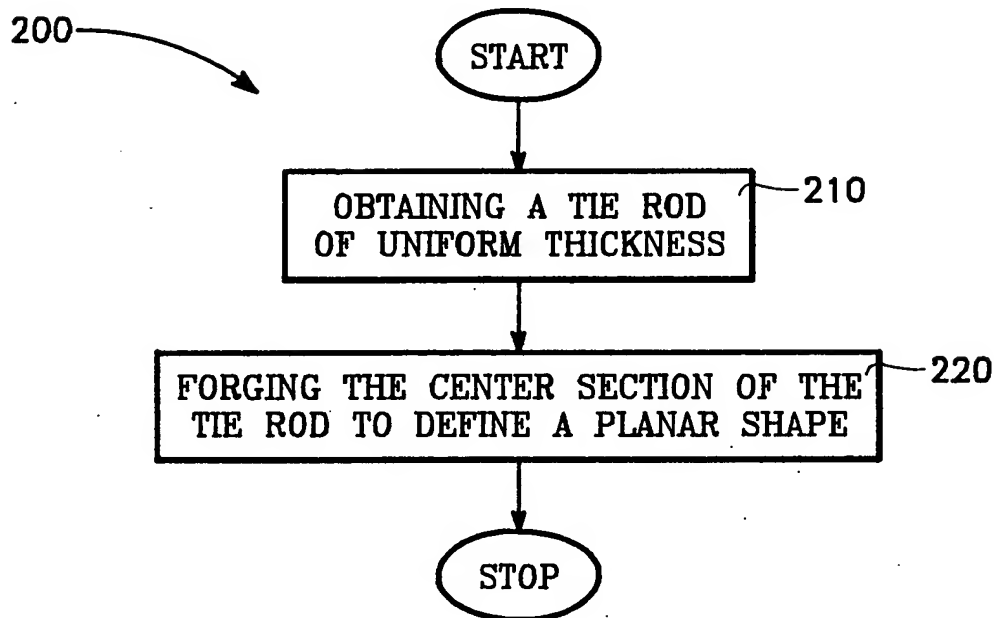 200
START
OBTAINING A TIE ROD
OF UNIFORM THICKNESS
210
FORGING THE CENTER SECTION OF THE
TIE ROD TO DEFINE A PLANAR SHAPE
220
STOP